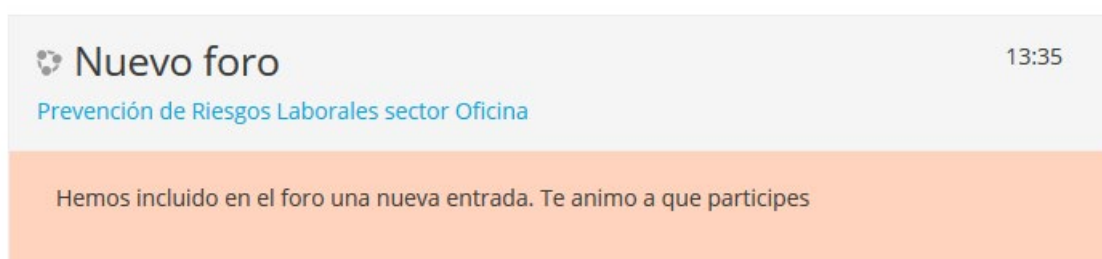 Nuevo foro
13:35
Prevención de Riesgos Laborales sector Oficina
Hemos incluido en el foro una nueva entrada. Te animo a que participes